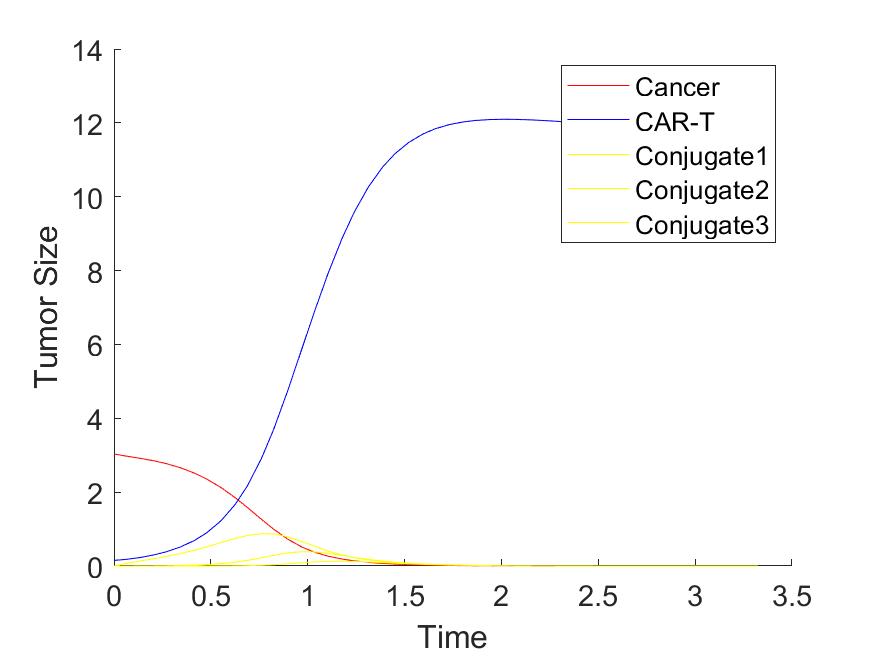 14
12
10
8
6
4
2
0
Tumor Size
Cancer
CAR-T
Conjugate1
Conjugate2
Conjugate3
0 0.5 1 1.5 2 2.5 3 3.5
Time